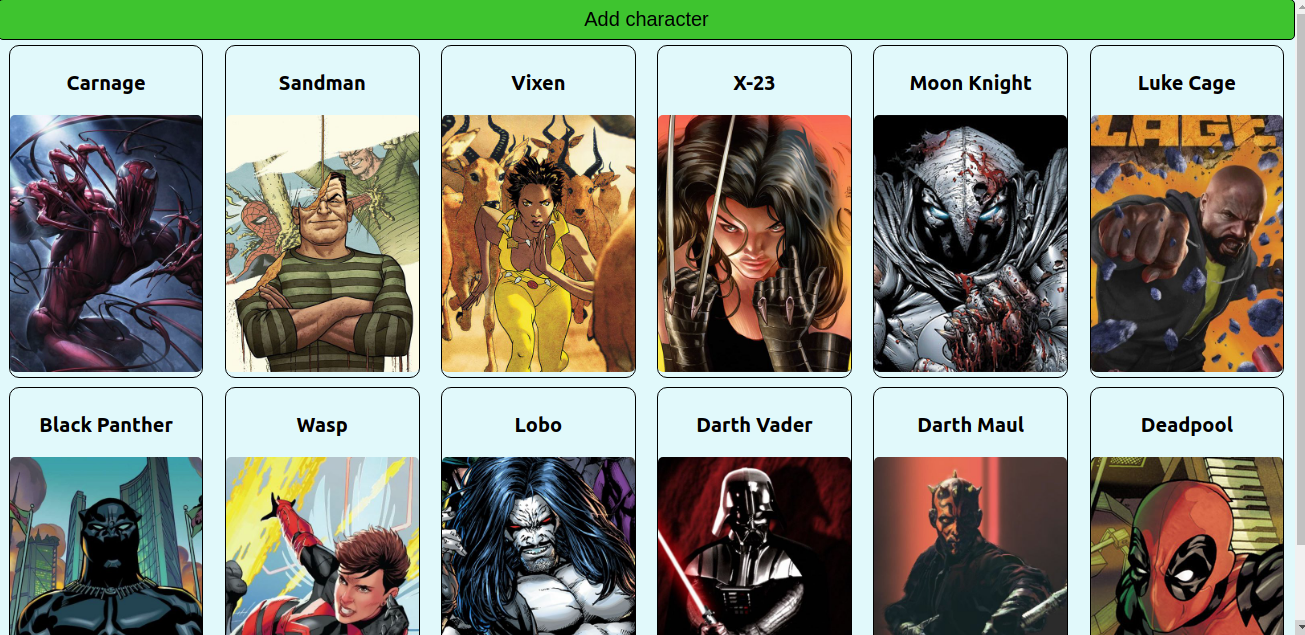 Add character
Carnage
Sandman
Vixen
X-23
Moon Knight
Luke Cage
CAGE
Black Panther
Wasp
Lobo
Darth Vader
Darth Maul
Deadpool